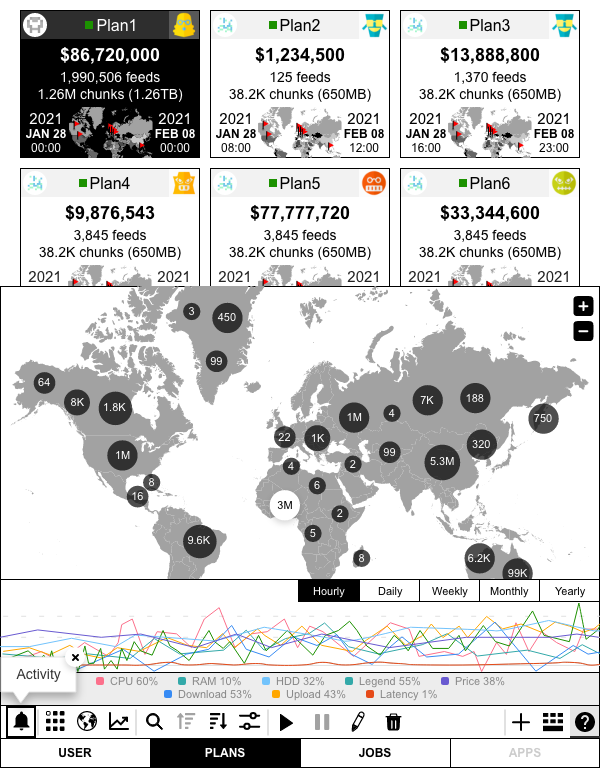 Plan1
$86,720,000
1,990,506 feeds
1.26M chunks (1.26TB)
2021 2021
JAN 28 FEB 08
00:00 00:00
Plan2
$1,234,500
125 feeds
38.2K chunks (650MB)
2021 2021
JAN 28 FEB 08
08:00 12:00
Plan3
$13,888,800
1,370 feeds
38.2K chunks (650MB)
2021 2021
JAN 28 FEB 08
16:00 23:00
Plan4
$9,876,543
3,845 feeds
38.2K chunks (650MB)
2021 2021
Plan5
$77,777,720
3,845 feeds
38.2K chunks (650MB)
2021 2021
Plan6
$33,344,600
3,845 feeds
38.2K chunks (650MB)
2021 2021
+
−
3
450
99
64
8K
1.8K
7K
188
1M
4
750
22
1K
320
1M
99
5.3M
4
2
8
6
16
3M
2
9.6K
5
8
6.2K
99K
Hourly Daily Weekly Monthly Yearly
Activity
CPU 60% RAM 10% HDD 32% Legend 55% Price 38%
Download 53% Upload 43% Latency 1%
?
USER PLANS JOBS APPS